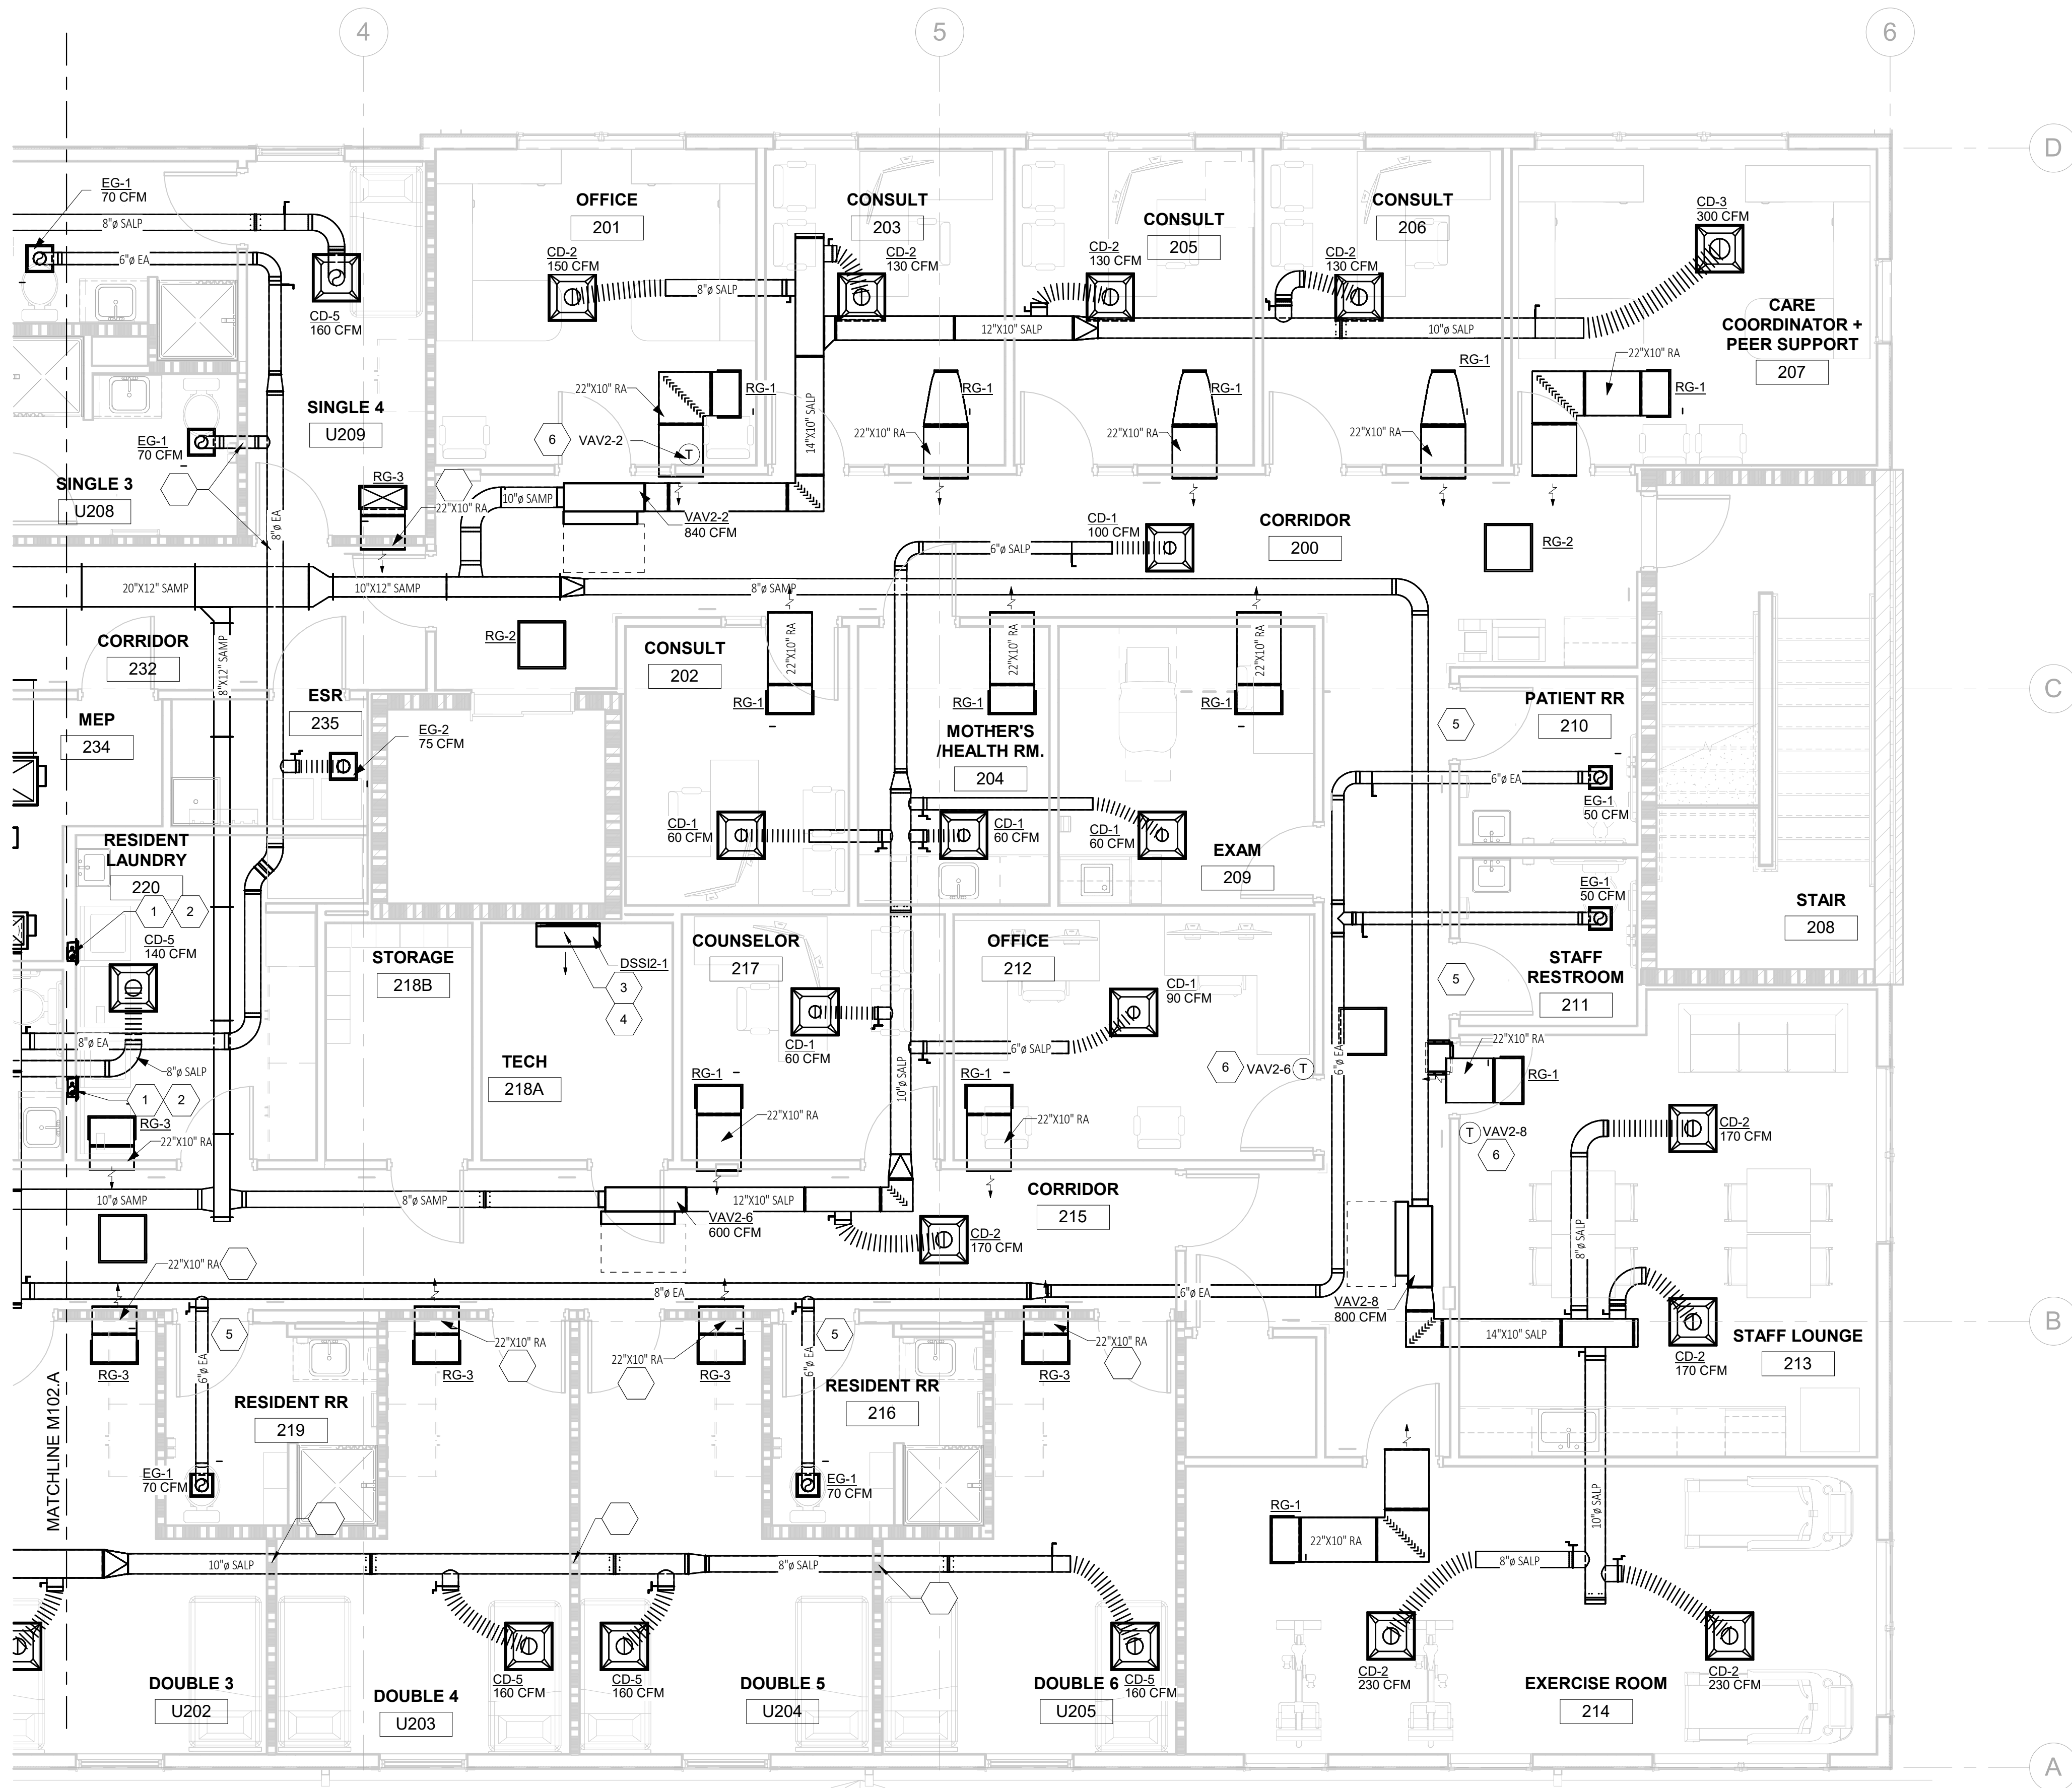 4
5
6
D
C
B
A
EG-1
70 CFM
8"ø SALP
6"ø EA
CD-5
160 CFM
EG-1
70 CFM
SINGLE 4
U209
SINGLE 3
U208
RG-3
22"X10" RA
8"ø EA
OFFICE
201
CD-2
150 CFM
8"ø SALP
22"X10" RA
RG-1
6
VAV2-2
T
14"X10" SALP
CONSULT
203
CD-2
130 CFM
CONSULT
205
CD-2
130 CFM
12"X10" SALP
CONSULT
206
CD-2
130 CFM
10"ø SALP
CD-3
300 CFM
CARE
COORDINATOR +
PEER SUPPORT
207
22"X10" RA
RG-1
RG-1
22"X10" RA
RG-1
22"X10" RA
RG-1
22"X10" RA
10"ø SAMP
VAV2-2
840 CFM
CD-1
100 CFM
6"ø SALP
CORRIDOR
200
RG-2
20"X12" SAMP
10"X12" SAMP
8"ø SAMP
8"X12" SAMP
CORRIDOR
232
RG-2
MEP
234
ESR
235
EG-2
75 CFM
CONSULT
202
22"X10" RA
RG-1
CD-1
60 CFM
22"X10" RA
RG-1
MOTHER'S
/HEALTH RM.
204
CD-1
60 CFM
22"X10" RA
RG-1
CD-1
60 CFM
EXAM
209
PATIENT RR
210
5
6"ø EA
EG-1
50 CFM
EG-1
50 CFM
STAFF
RESTROOM
211
5
STAIR
208
RESIDENT
LAUNDRY
220
1
2
CD-5
140 CFM
8"ø EA
8"ø SALP
1
2
RG-3
22"X10" RA
STORAGE
218B
TECH
218A
DSSI2-1
3
4
COUNSELOR
217
CD-1
60 CFM
RG-1
22"X10" RA
10"ø SALP
OFFICE
212
CD-1
90 CFM
6"ø SALP
RG-1
22"X10" RA
6
VAV2-6
T
6"ø EA
22"X10" RA
RG-1
T
VAV2-8
6
CD-2
170 CFM
8"ø SALP
10"ø SAMP
8"ø SAMP
12"X10" SALP
VAV2-6
600 CFM
CD-2
170 CFM
CORRIDOR
215
22"X10" RA
8"ø EA
6"ø EA
VAV2-8
800 CFM
14"X10" SALP
CD-2
170 CFM
STAFF LOUNGE
213
RG-3
6"ø EA
5
RESIDENT RR
219
EG-1
70 CFM
RG-3
22"X10" RA
22"X10" RA
RG-3
6"ø EA
5
RESIDENT RR
216
EG-1
70 CFM
22"X10" RA
RG-3
MATCHLINE M102.A
RG-1
22"X10" RA
10"ø SALP
8"ø SALP
10"ø SALP
8"ø SALP
DOUBLE 3
U202
DOUBLE 4
U203
CD-5
160 CFM
CD-5
160 CFM
DOUBLE 5
U204
DOUBLE 6
U205
CD-5
160 CFM
CD-2
230 CFM
EXERCISE ROOM
214
CD-2
230 CFM